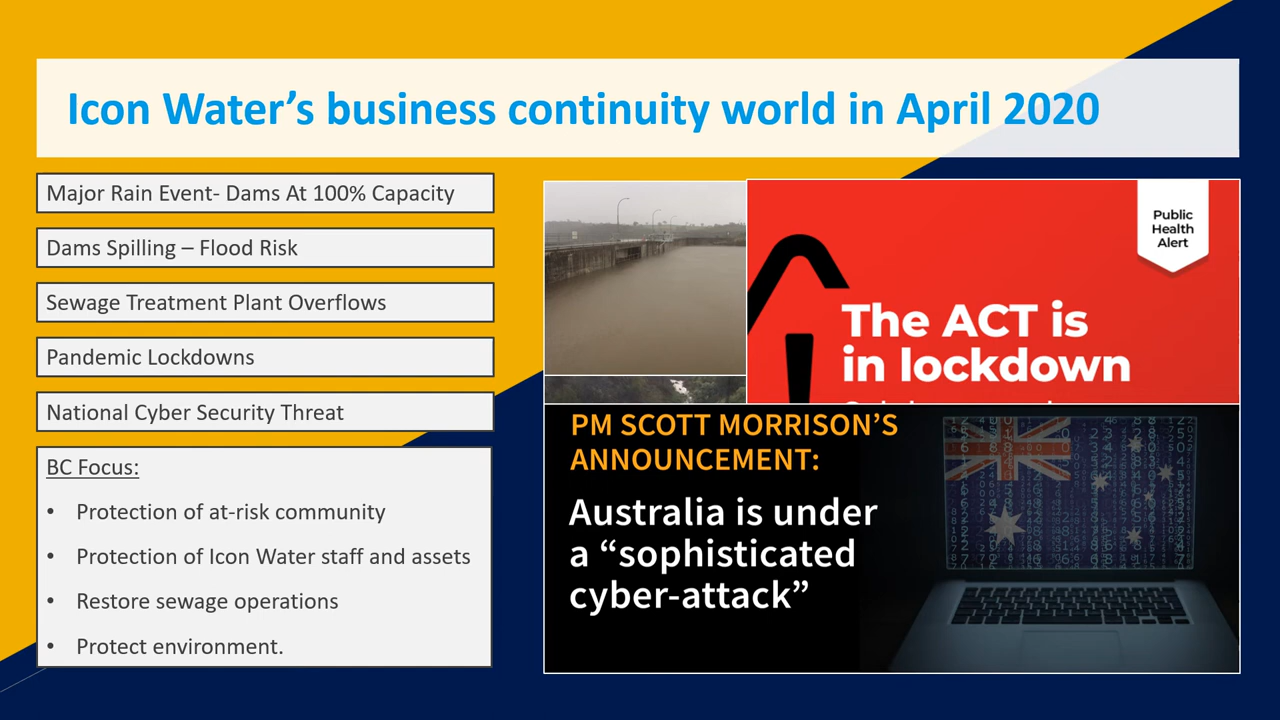 Icon Water’s business continuity world in April 2020
Major Rain Event- Dams At 100% Capacity
Dams Spilling – Flood Risk
Sewage Treatment Plant Overflows
Pandemic Lockdowns
National Cyber Security Threat
BC Focus:
• Protection of at-risk community
• Protection of Icon Water staff and assets
• Restore sewage operations
• Protect environment.
Public
Health
Alert
The ACT is
in lockdown
PM SCOTT MORRISON’S
ANNOUNCEMENT:
Australia is under
a “sophisticated
cyber-attack”